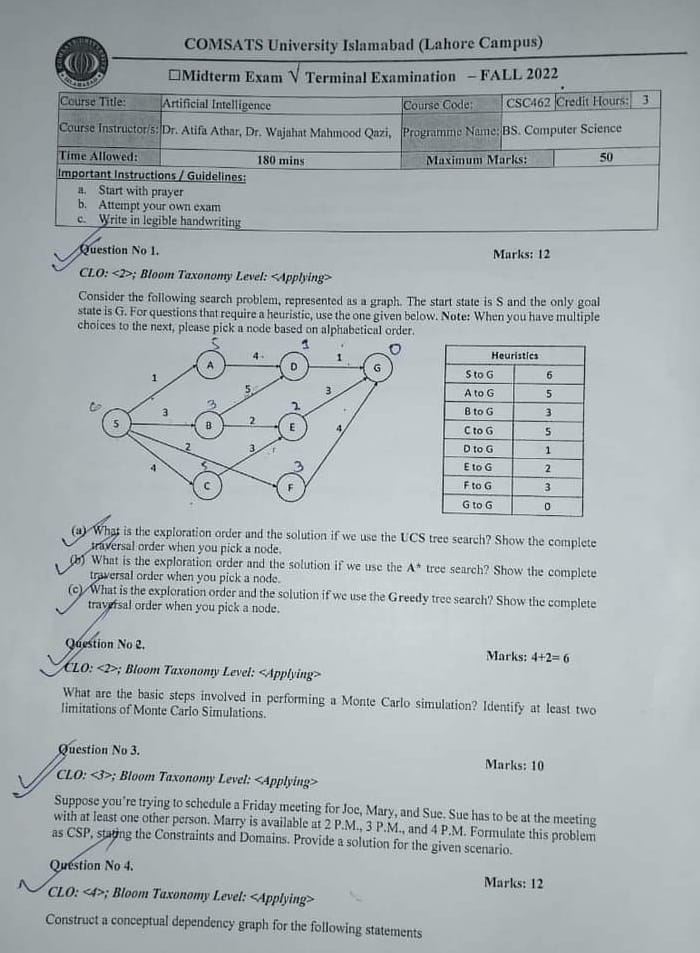 COMSATS University Islamabad (Lahore Campus)
☐Midterm Exam √ Terminal Examination – FALL 2022
Course Title: Artificial Intelligence Course Code: CSC462 Credit Hours: 3
Course Instructor/s: Dr. Atifa Athar, Dr. Wajahat Mahmood Qazi, Programme Name: BS. Computer Science
Time Allowed: 180 mins Maximum Marks: 50
Important Instructions / Guidelines:
a. Start with prayer
b. Attempt your own exam
c. Write in legible handwriting
Question No 1. Marks: 12
CLO: <2>; Bloom Taxonomy Level: <Applying>
Consider the following search problem, represented as a graph. The start state is S and the only goal
state is G. For questions that require a heuristic, use the one given below. Note: When you have multiple
choices to the next, please pick a node based on alphabetical order.
5 1 0
A 4 D 1 G
1 5 3
3 3 2
S B 2 E
2 3 4
4 5 3
C F
Heuristics
S to G 6
A to G 5
B to G 3
C to G 5
D to G 1
E to G 2
F to G 3
G to G 0
(a) What is the exploration order and the solution if we use the UCS tree search? Show the complete
traversal order when you pick a node.
(b) What is the exploration order and the solution if we use the A* tree search? Show the complete
traversal order when you pick a node.
(c) What is the exploration order and the solution if we use the Greedy tree search? Show the complete
traversal order when you pick a node.
Question No 2. Marks: 4+2= 6
CLO: <2>; Bloom Taxonomy Level: <Applying>
What are the basic steps involved in performing a Monte Carlo simulation? Identify at least two
limitations of Monte Carlo Simulations.
Question No 3. Marks: 10
CLO: <3>; Bloom Taxonomy Level: <Applying>
Suppose you're trying to schedule a Friday meeting for Joe, Mary, and Sue. Sue has to be at the meeting
with at least one other person. Marry is available at 2 P.M., 3 P.M., and 4 P.M. Formulate this problem
as CSP, stating the Constraints and Domains. Provide a solution for the given scenario.
Question No 4. Marks: 12
CLO: <4>; Bloom Taxonomy Level: <Applying>
Construct a conceptual dependency graph for the following statements